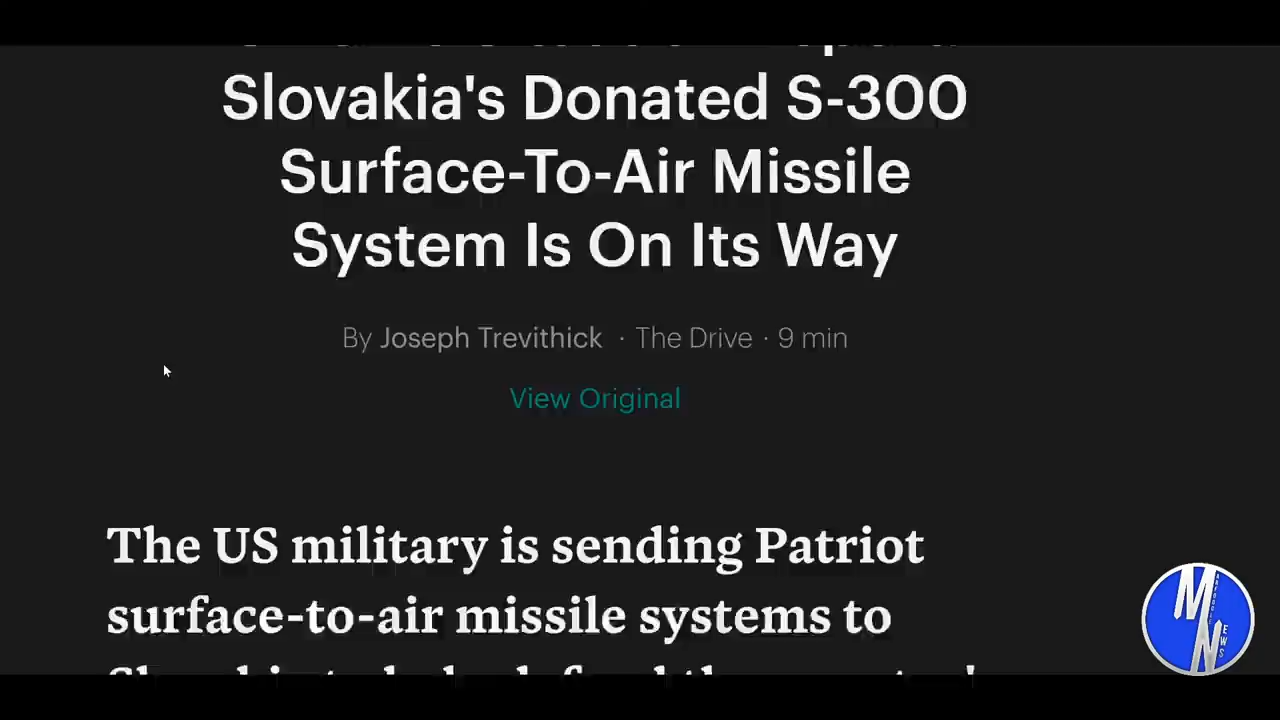 Slovakia's Donated S-300
Surface-To-Air Missile
System Is On Its Way
By Joseph Trevithick · The Drive · 9 min
View Original
The US military is sending Patriot
surface-to-air missile systems to